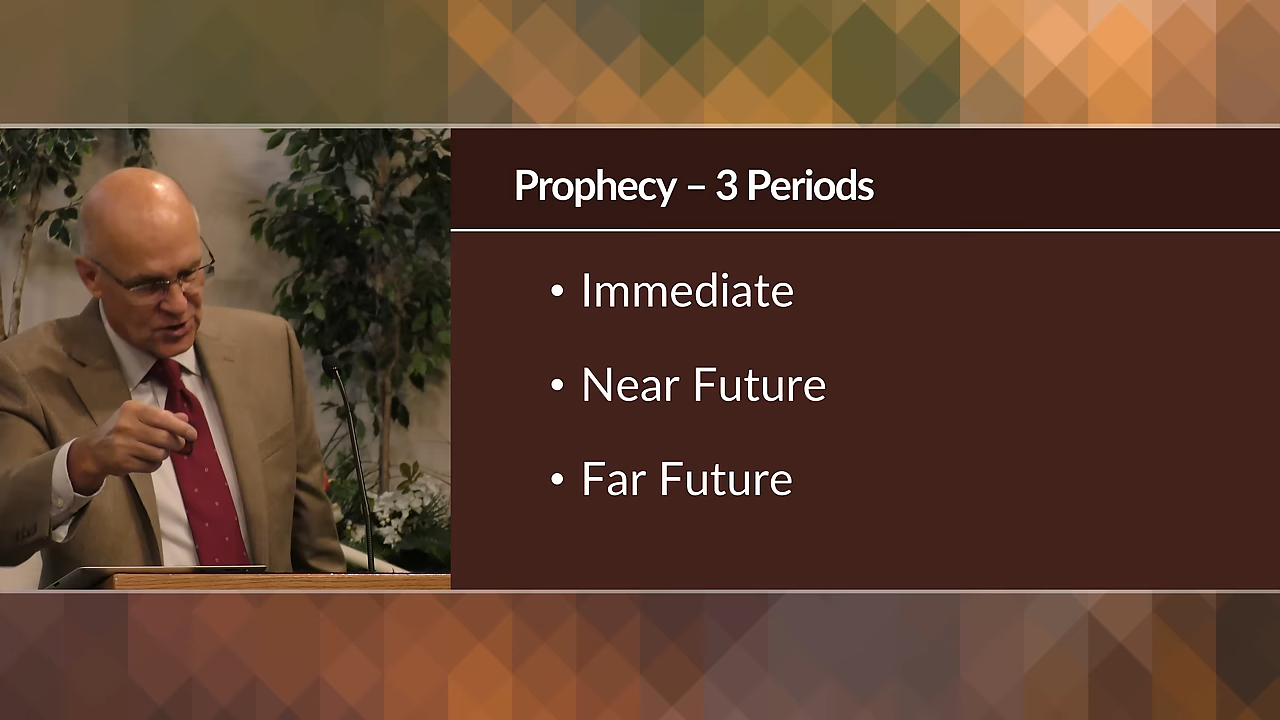 Prophecy – 3 Periods
• Immediate
• Near Future
• Far Future